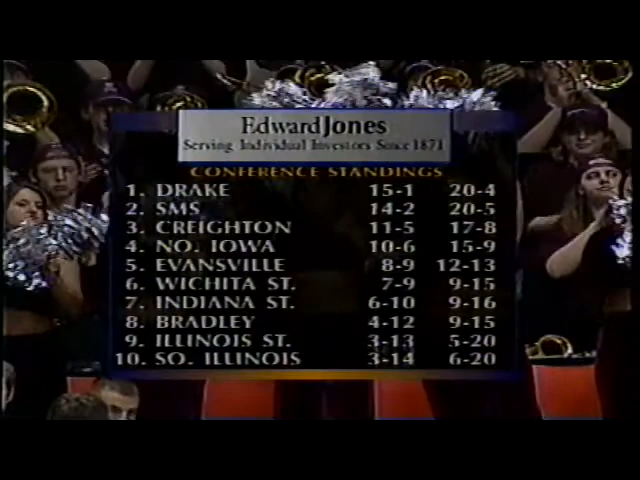 EdwardJones
Serving Individual Investors Since 1871
CONFERENCE STANDINGS
1. DRAKE 15-1 20-4
2. SMS 14-2 20-5
3. CREIGHTON 11-5 17-8
4. NO. IOWA 10-6 15-9
5. EVANSVILLE 8-9 12-13
6. WICHITA ST. 7-9 9-15
7. INDIANA ST. 6-10 9-16
8. BRADLEY 4-12 9-15
9. ILLINOIS ST. 3-13 5-20
10. SO. ILLINOIS 3-14 6-20